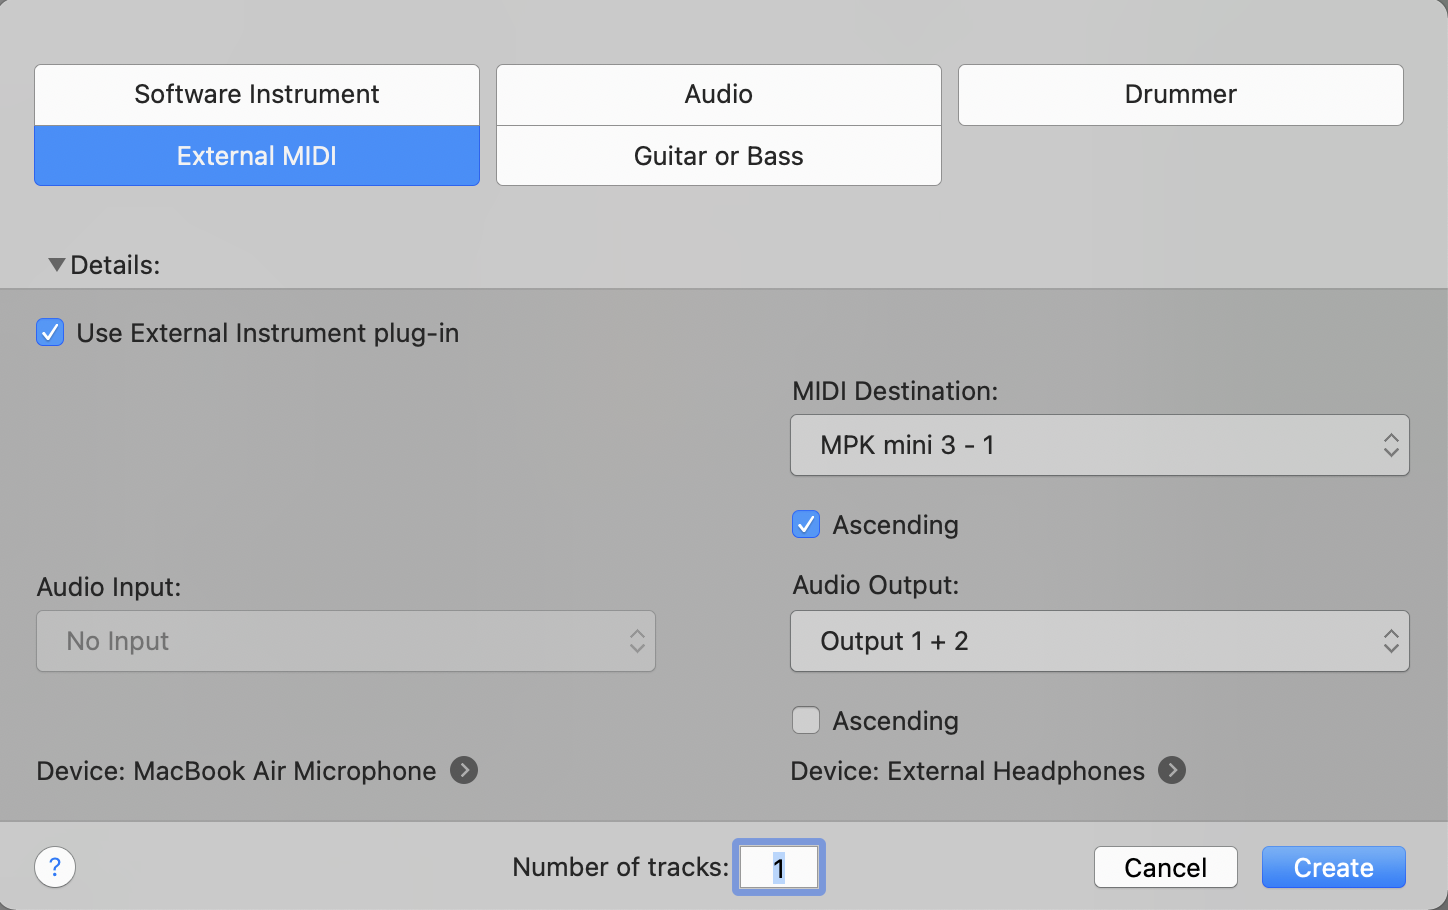 Software Instrument
Audio
Drummer
External MIDI
Guitar or Bass
Details:
Use External Instrument plug-in
MIDI Destination:
MPK mini 3 - 1
Ascending
Audio Input:
Audio Output:
No Input
Output 1 + 2
Ascending
Device: MacBook Air Microphone
Device: External Headphones
?
Number of tracks: 1
Cancel
Create